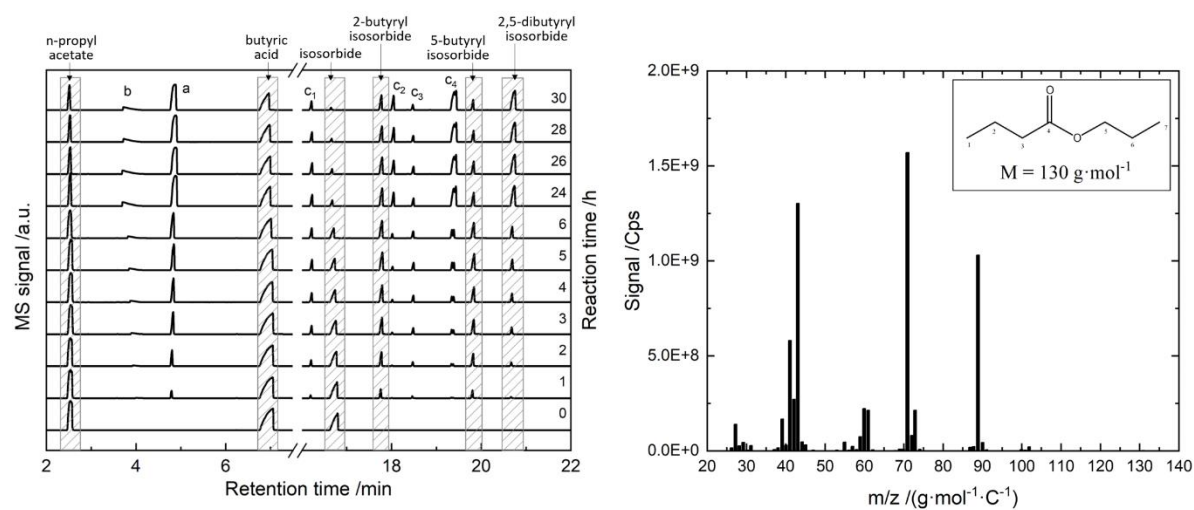 n-propyl
acetate
butyric
acid
isosorbide
2-butyryl
isosorbide
5-butyryl
isosorbide
2,5-dibutyryl
isosorbide
b
a
c₁
c₂
c₃
c₄
30
28
26
24
6
5
4
3
2
1
0
MS signal /a.u.
Reaction time /h
2 4 6 18 20 22
Retention time /min
2.0E+9
1.5E+9
1.0E+9
5.0E+8
0.0E+0
Signal /Cps
20 30 40 50 60 70 80 90 100 110 120 130 140
m/z /(g·mol⁻¹·C⁻¹)
O
O
1 2 3 4 5 6 7
M = 130 g·mol⁻¹